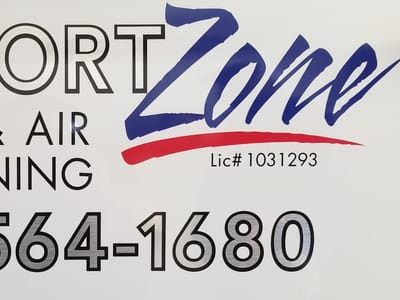 ORT Zone
& AIR
Lic# 1031293
NING
564-1680